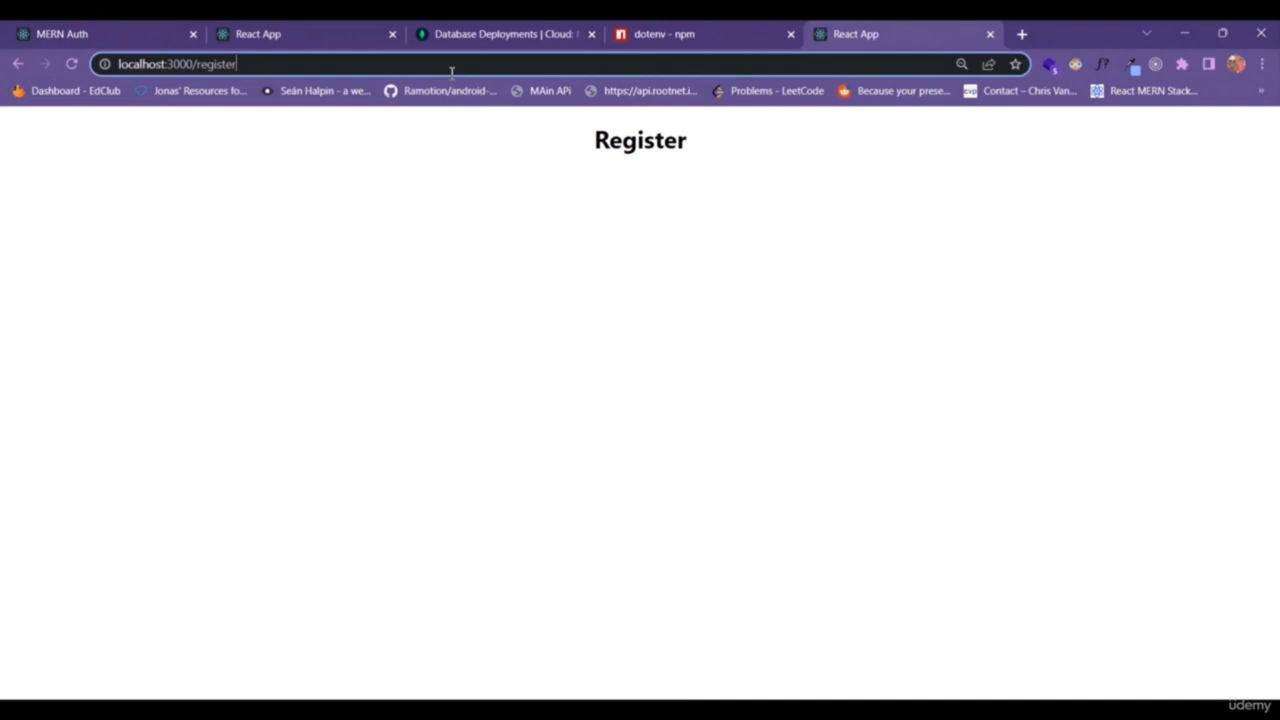 MERN Auth
React App
Database Deployments | Cloud:
dotenv - npm
React App
localhost:3000/register
Dashboard - EdClub
Jonas' Resources fo...
Seán Halpin - a we...
Ramotion/android-...
MAin APi
https://api.rootnet.i...
Problems - LeetCode
Because your prese...
Contact – Chris Van...
React MERN Stack...
Register
ûdemy